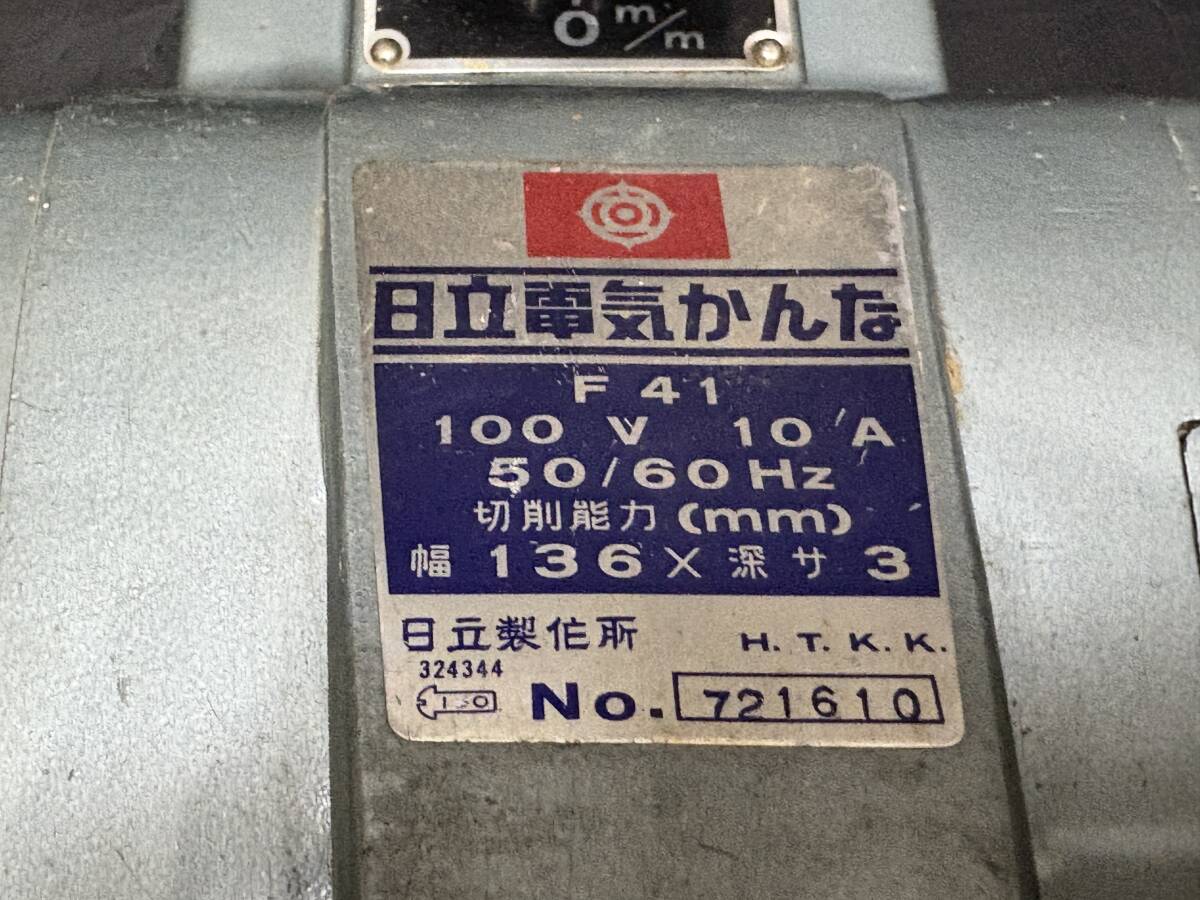 0 m/m
日立電気かんな
F 41
100 V 10 A
50/60 Hz
切削能力 (mm)
幅 136 X 深サ 3
日立製作所 H. T. K. K.
324344
ISO No. 721610